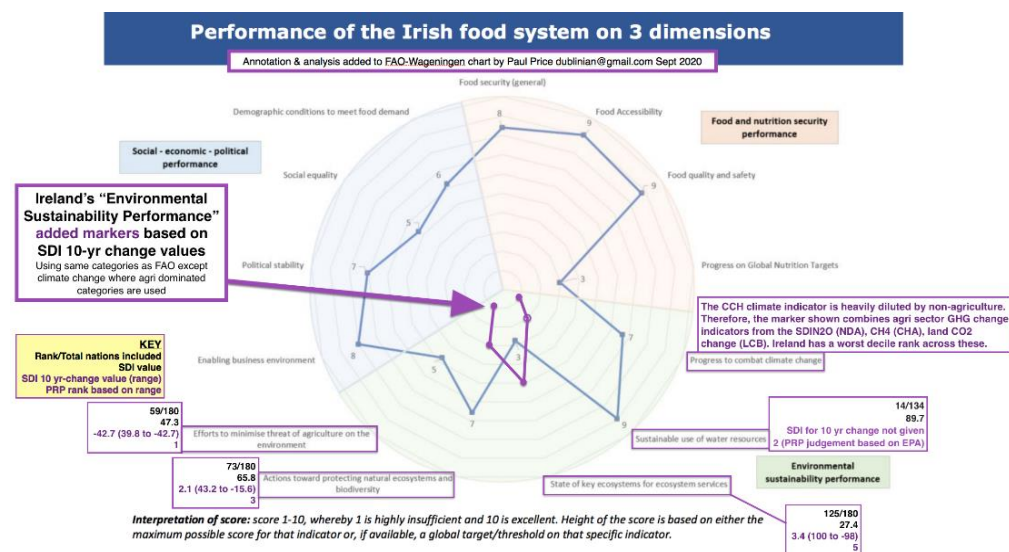 Performance of the Irish food system on 3 dimensions
Annotation & analysis added to FAO-Wageningen chart by Paul Price dublinian@gmail.com Sept 2020
Food security (general)
Demographic conditions to meet food demand
Food Accessibility
8
9
Food and nutrition security
performance
Social - economic - political
performance
Social equality
6
9
Food quality and safety
Ireland's "Environmental
Sustainability Performance"
added markers based on
SDI 10-yr change values
Using same categories as FAO except
climate change where agri dominated
categories are used
5
Political stability
7
3
Progress on Global Nutrition Targets
The CCH climate indicator is heavily diluted by non-agriculture.
Therefore, the marker shown combines agri sector GHG change
indicators from the SDIN2O (NDA), CH4 (CHA), land CO2
change (LCB). Ireland has a worst decile rank across these.
7
Progress to combat climate change
KEY
Rank/Total nations included
SDI value
SDI 10 yr-change value (range)
PRP rank based on range
Enabling business environment
8
5
3
59/180
47.3
-42.7 (39.8 to -42.7)
1
Efforts to minimise threat of agriculture on the
environment
7
9
Sustainable use of water resources
14/134
89.7
SDI for 10 yr change not given
2 (PRP judgement based on EPA)
73/180
65.8
2.1 (43.2 to -15.6)
3
Actions toward protecting natural ecosystems and
biodiversity
State of key ecosystems for ecosystem services
Environmental
sustainability performance
125/180
27.4
3.4 (100 to -98)
5
Interpretation of score: score 1-10, whereby 1 is highly insufficient and 10 is excellent. Height of the score is based on either the
maximum possible score for that indicator or, if available, a global target/threshold on that specific indicator.